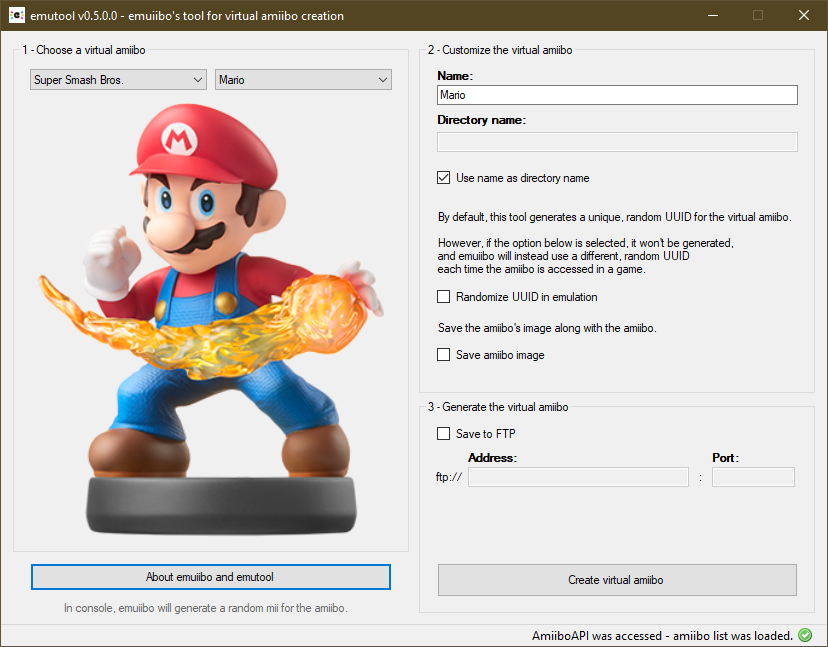 emutool v0.5.0.0 - emuiibo's tool for virtual amiibo creation
1 - Choose a virtual amiibo
Super Smash Bros.
Mario
M
About emuiibo and emutool
In console, emuiibo will generate a random mii for the amiibo.
2 - Customize the virtual amiibo
Name:
Mario
Directory name:
Use name as directory name
By default, this tool generates a unique, random UUID for the virtual amiibo.
However, if the option below is selected, it won't be generated,
and emuiibo will instead use a different, random UUID
each time the amiibo is accessed in a game.
Randomize UUID in emulation
Save the amiibo's image along with the amiibo.
Save amiibo image
3 - Generate the virtual amiibo
Save to FTP
Address: Port:
ftp:// :
Create virtual amiibo
AmiiboAPI was accessed - amiibo list was loaded.